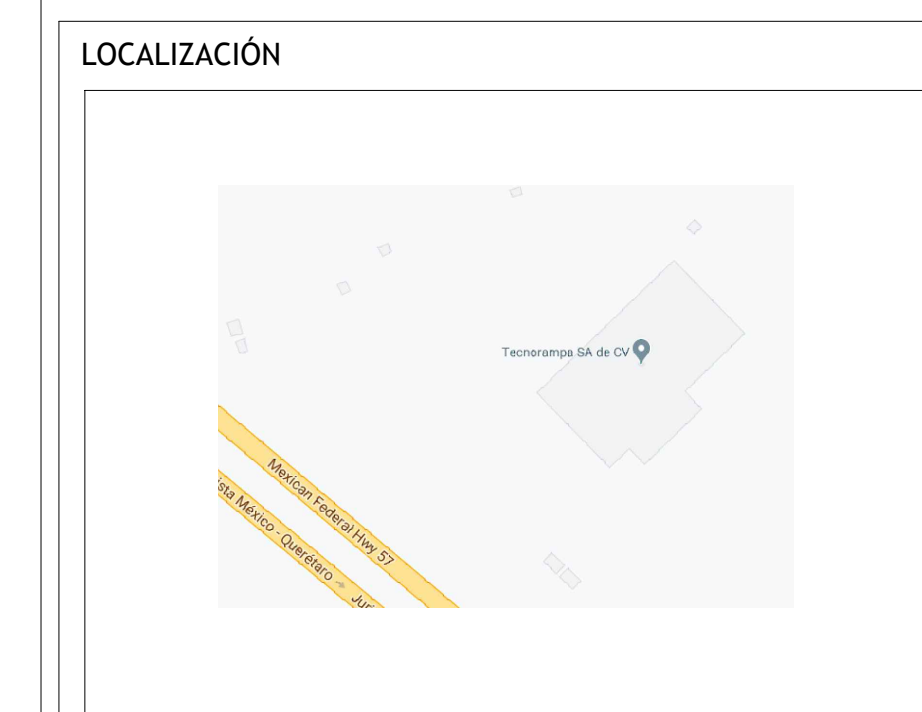 LOCALIZACIÓN
Tecnorampa SA de CV
Mexican Federal Hwy 57
ista México - Querétaro